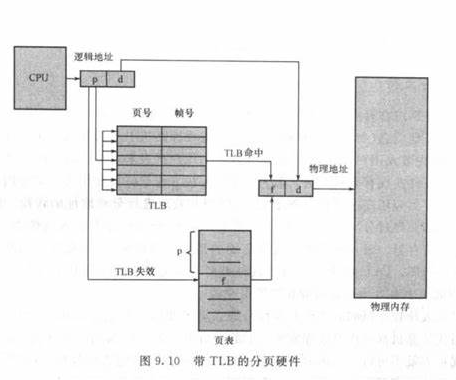 逻辑地址
CPU
p d
页号 帧号
TLB 命中
物理地址
f d
TLB
p
TLB 失效
f
页表
物理内存
图 9.10 带 TLB 的分页硬件